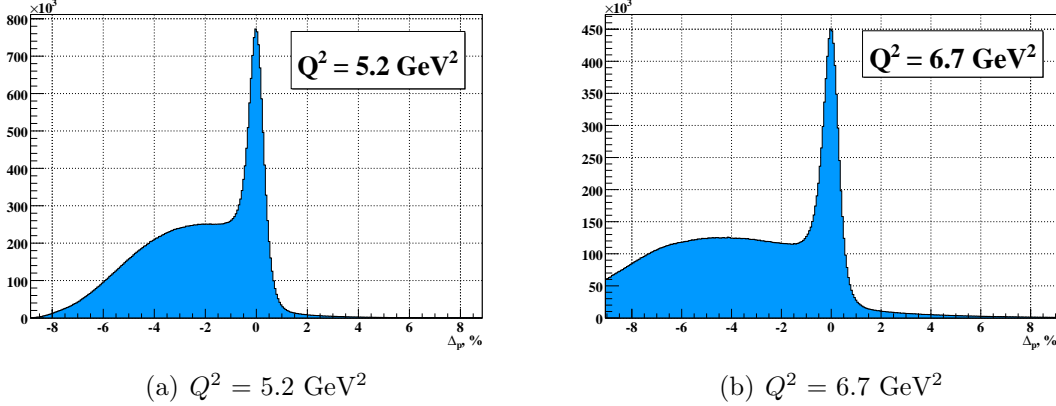 ×10³
800
700
600
500
400
300
200
100
0
-8 -6 -4 -2 0 2 4 6 8
Δp, %
Q² = 5.2 GeV²
(a) Q² = 5.2 GeV²
×10³
450
400
350
300
250
200
150
100
50
0
-8 -6 -4 -2 0 2 4 6 8
Δp, %
Q² = 6.7 GeV²
(b) Q² = 6.7 GeV²